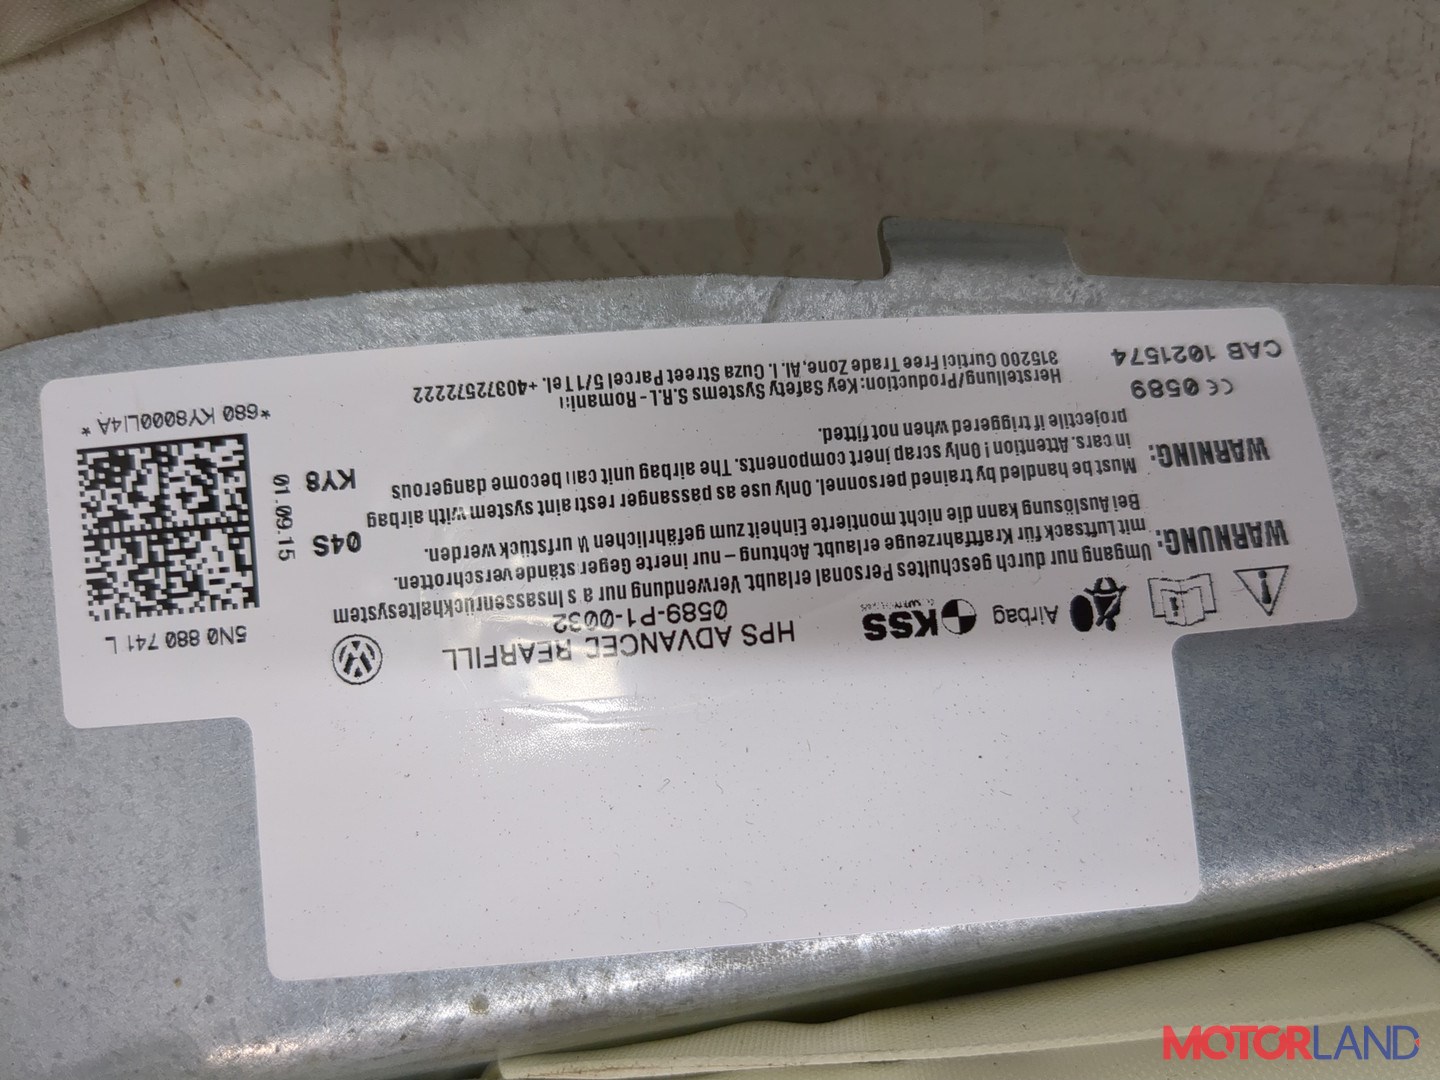 5N0 880 741 L
*680 KY8000LI4A *
01.09.15
04S
KY8
HPS ADVANCED REARFILL
0589-P1-0032
KSS
Airbag
WARNUNG: Umgang nur durch geschultes Personal erlaubt. Verwendung nur als Insassenrückhaltesystem
mit Luftsack für Kraftfahrzeuge erlaubt. Achtung – nur inerte Gegenstände verschrotten.
Bei Auslösung kann die nicht montierte Einheit zum gefährlichen Wurfstück werden.
WARNING: Must be handled by trained personnel. Only use as passanger restraint system with airbag
in cars. Attention! Only scrap inert components. The airbag unit can become dangerous
projectile if triggered when not fitted.
CE 0589
CAB 1021574
Herstellung/Production: Key Safety Systems S.R.L - Romania
315200 Curtici Free Trade Zone, Al. I. Cuza Street Parcel 5/1 Tel. +40372572222
MOTORLAND